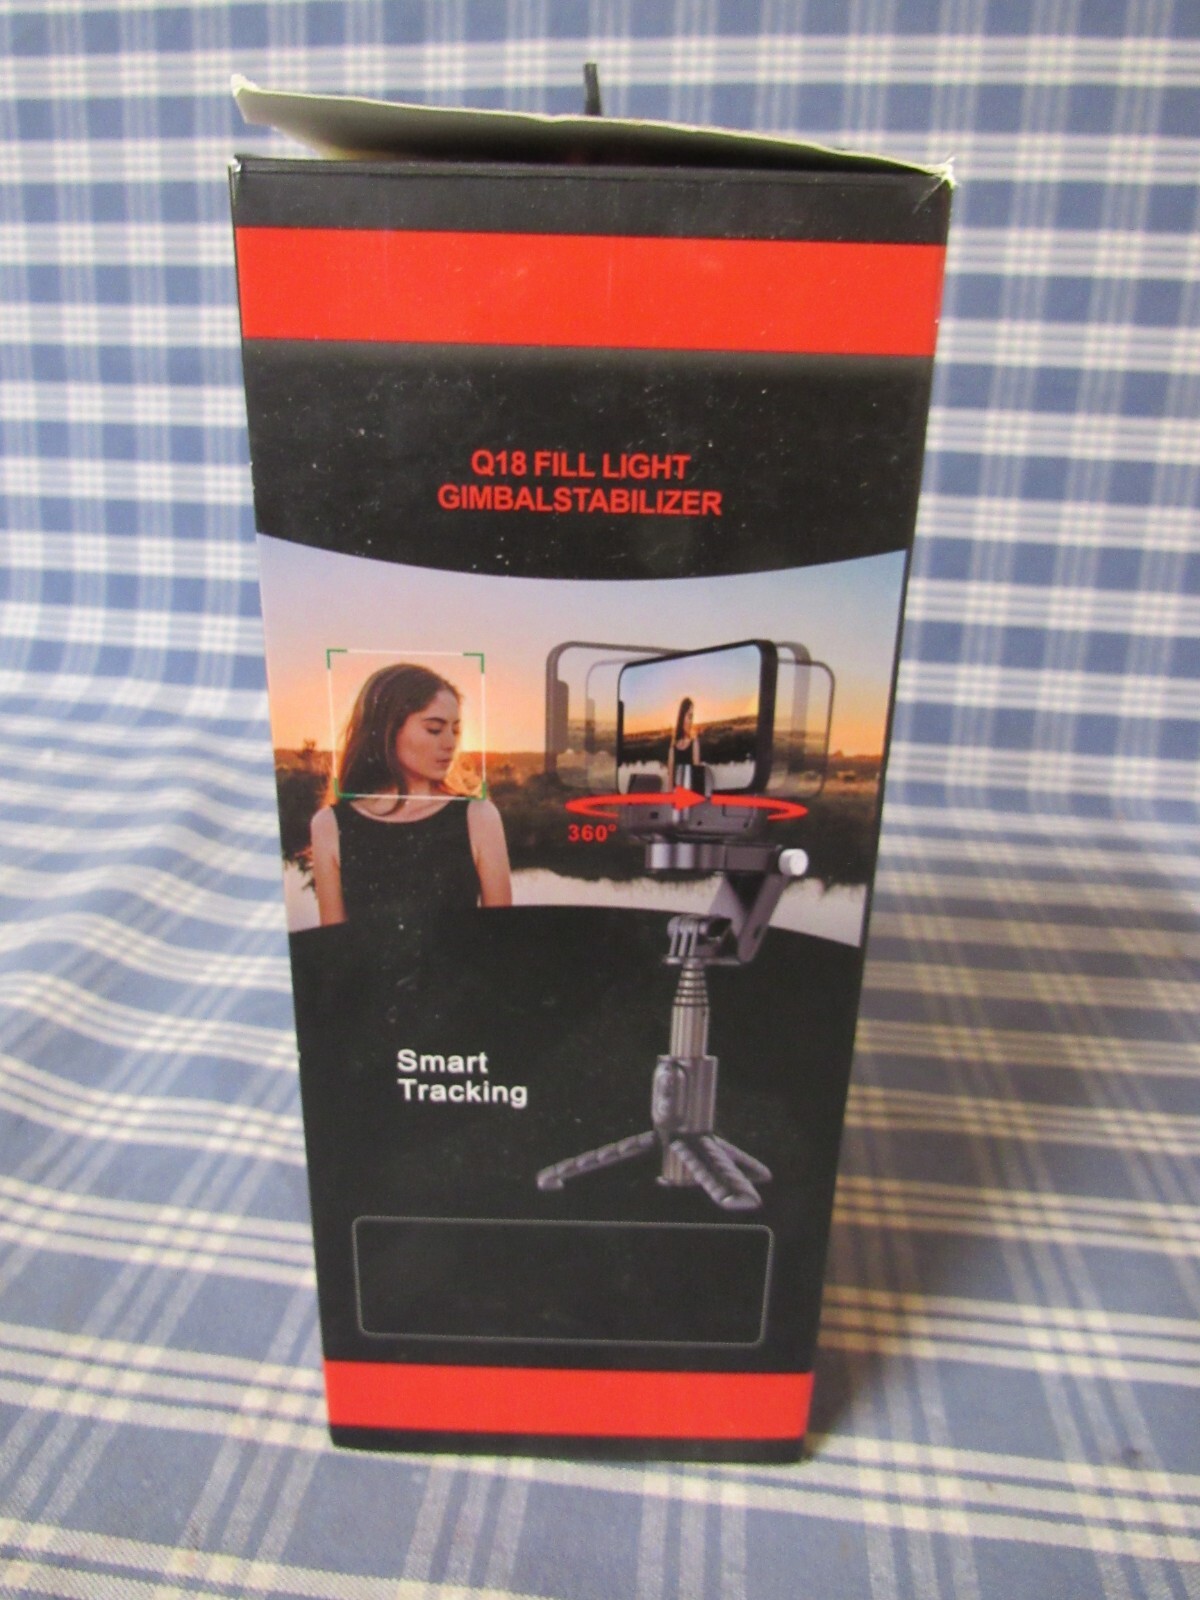 Q18 FILL LIGHT
GIMBALSTABILIZER
360°
Smart
Tracking